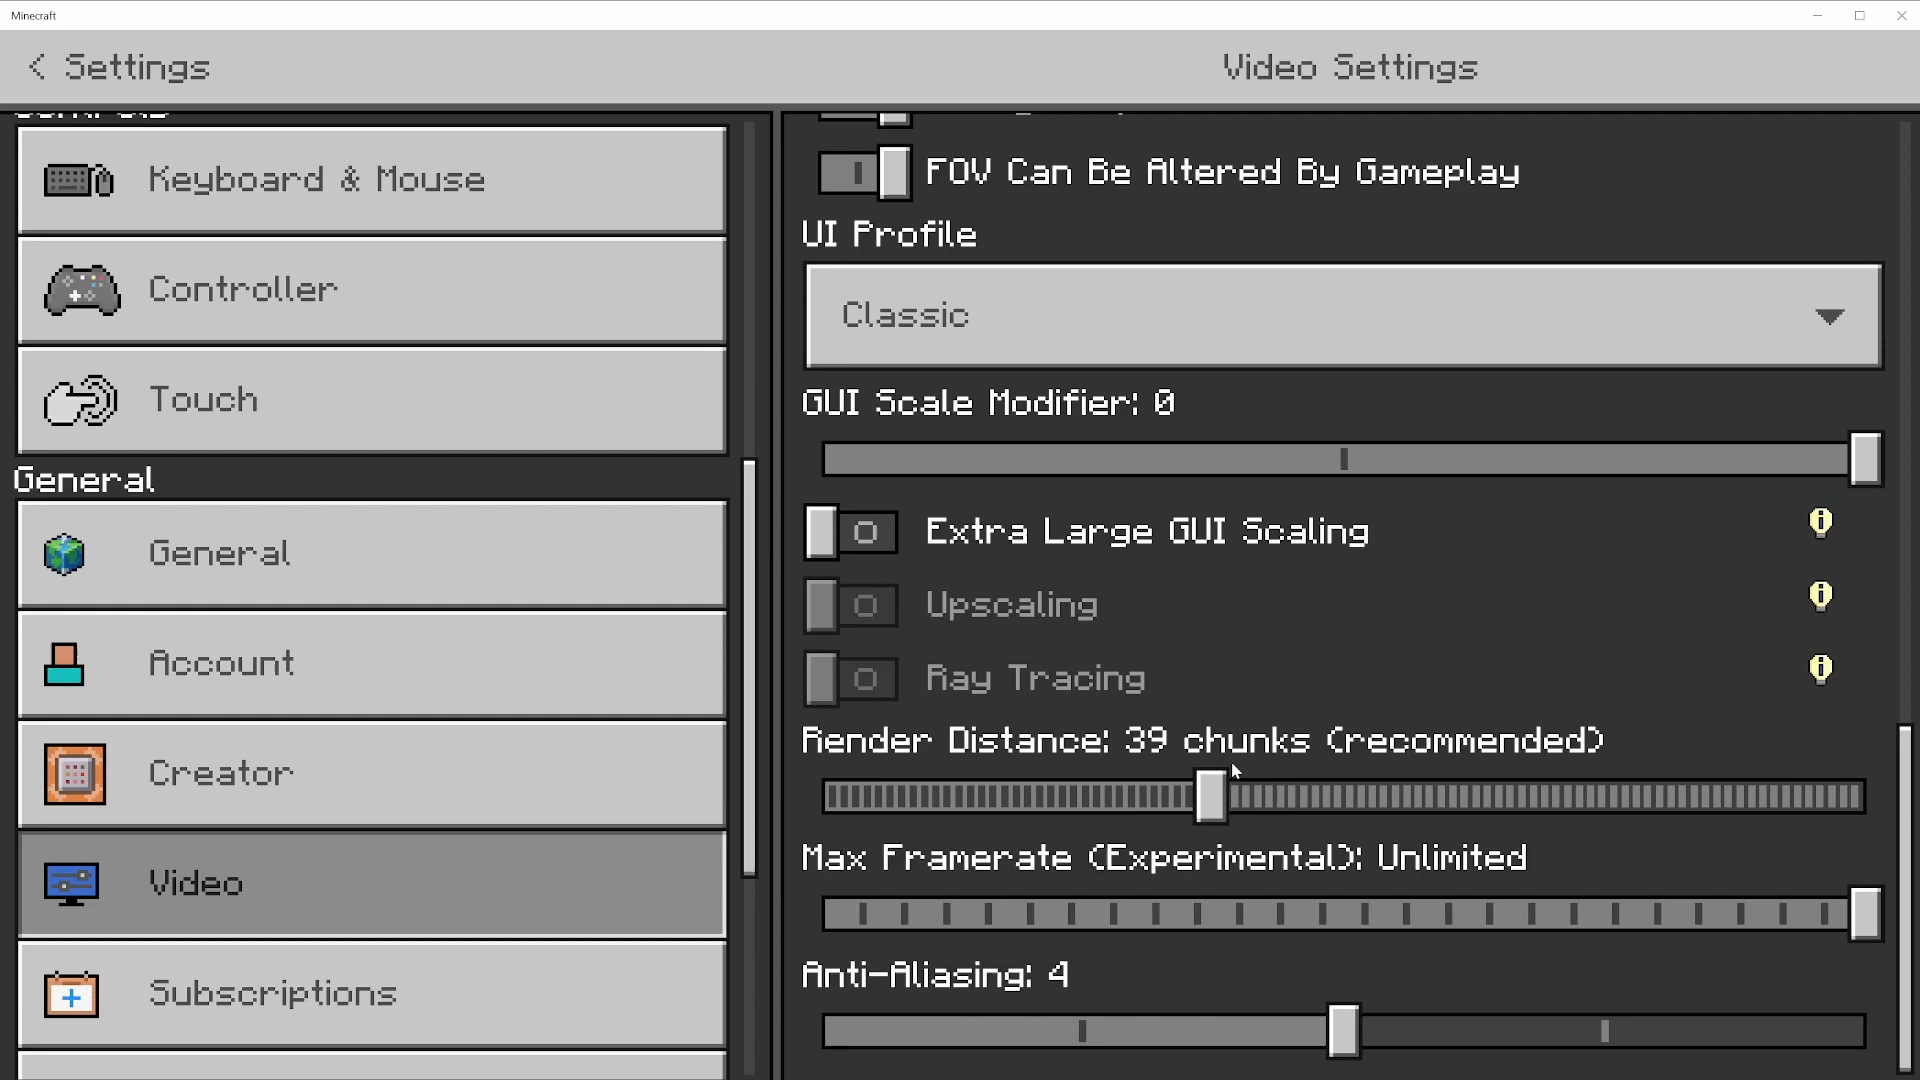 Minecraft
Settings
Video Settings
Keyboard & Mouse
Controller
Touch
General
General
Account
Creator
Video
Subscriptions
FOV Can Be Altered By Gameplay
UI Profile
Classic
GUI Scale Modifier: 0
Extra Large GUI Scaling
Upscaling
Ray Tracing
Render Distance: 39 chunks (recommended)
Max Framerate (Experimental): Unlimited
Anti-Aliasing: 4